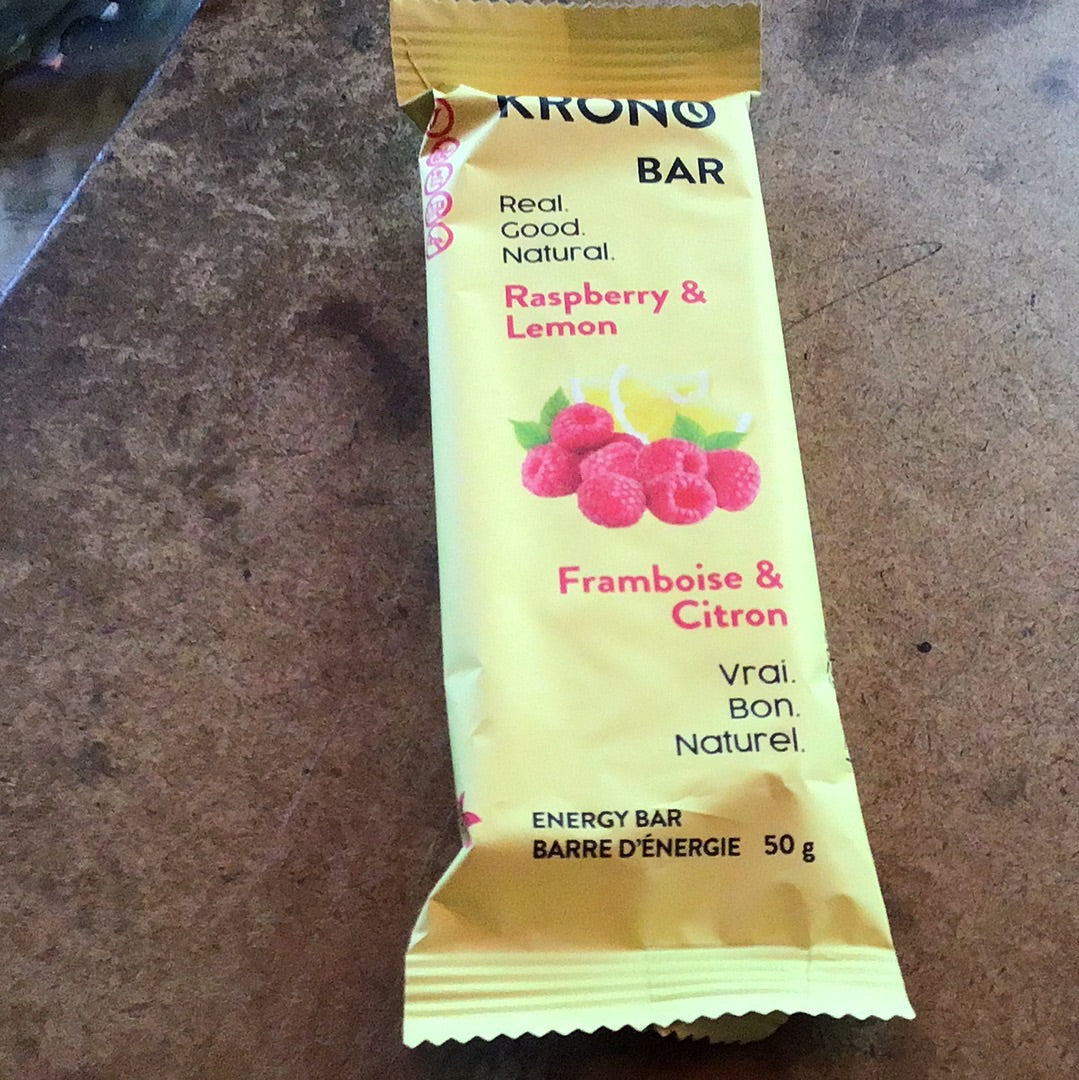 KRONO
BAR
Real.
Good.
Natural.
Raspberry &
Lemon
Framboise &
Citron
Vrai.
Bon.
Naturel.
ENERGY BAR
BARRE D'ÉNERGIE 50 g